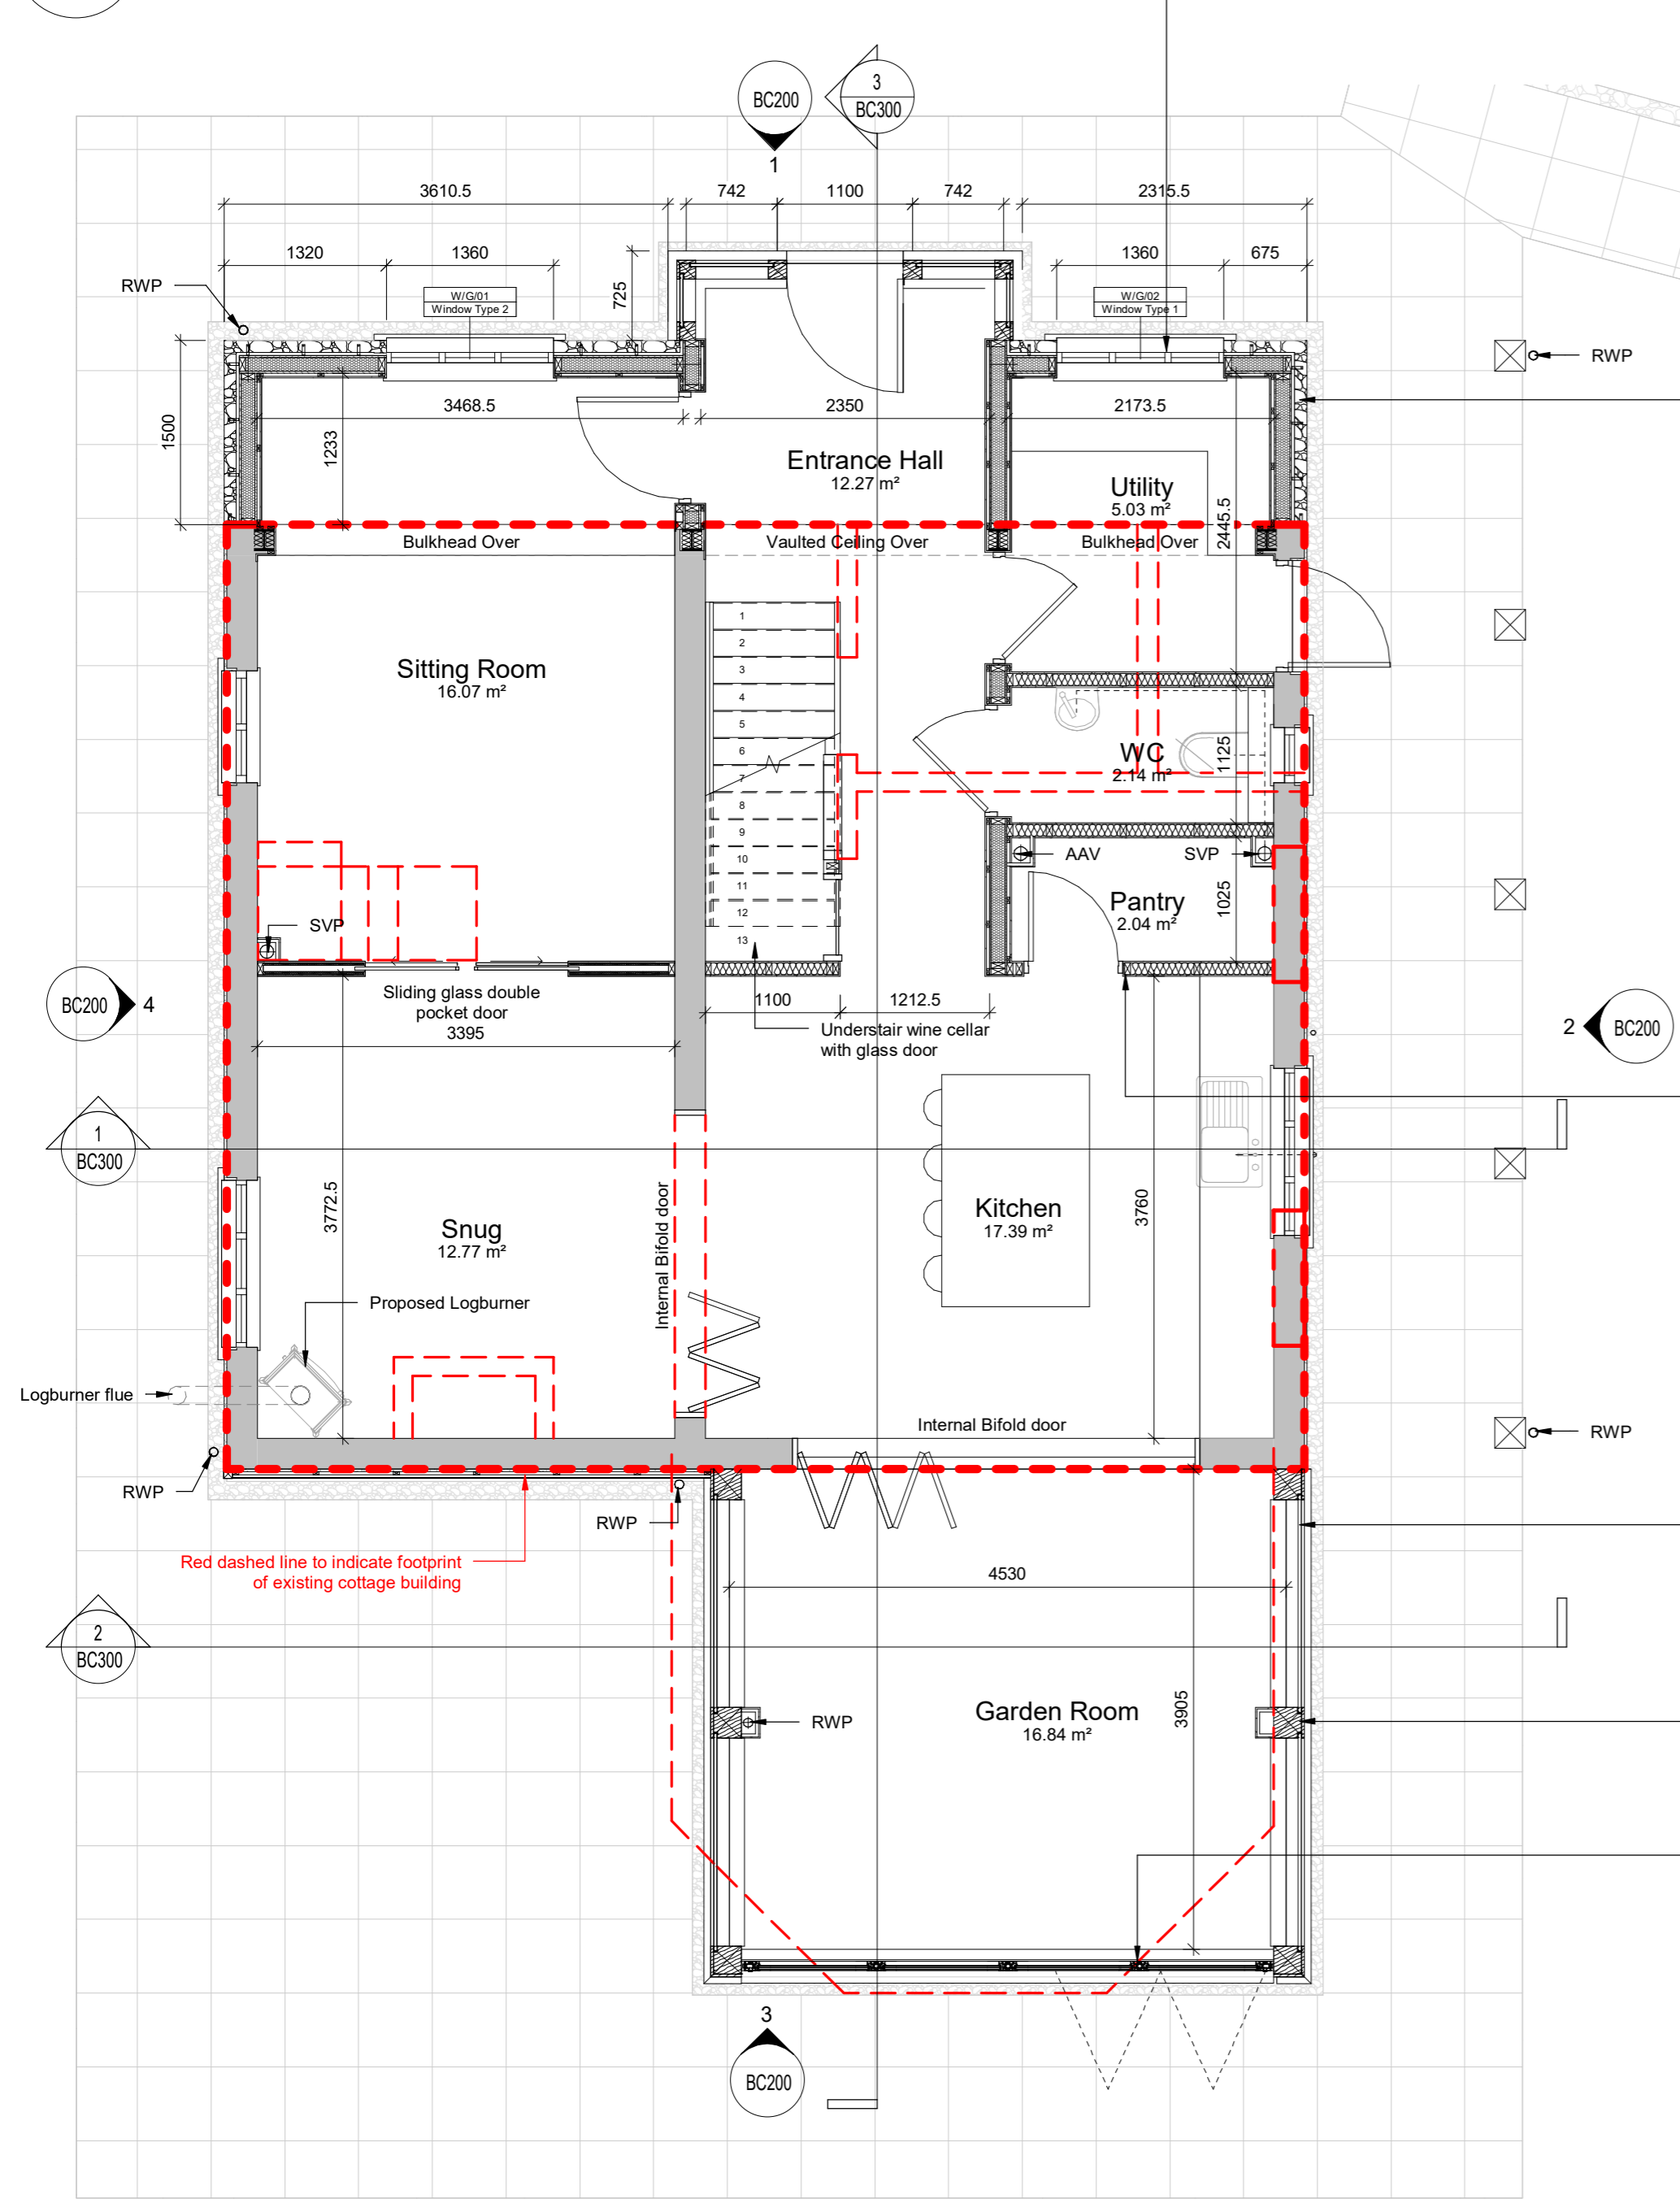 3
BC200
BC300
1
3610.5
742
1100
742
2315.5
1320
1360
725
1360
675
RWP
W/G/01
Window Type 2
W/G/02
Window Type 1
RWP
1500
1233
3468.5
2350
2173.5
Entrance Hall
12.27 m²
Utility
5.03 m²
2445.5
Bulkhead Over
Vaulted Ceiling Over
Bulkhead Over
1
2
3
4
5
6
7
8
9
10
11
12
13
Sitting Room
16.07 m²
WC
2.14 m²
1125
AAV
SVP
Pantry
2.04 m²
1025
SVP
BC200
4
Sliding glass double
pocket door
3395
1100
1212.5
Understair wine cellar
with glass door
2
BC200
1
BC300
3772.5
Internal Bifold door
Snug
12.77 m²
Kitchen
17.39 m²
3760
Proposed Logburner
Logburner flue
Internal Bifold door
RWP
RWP
RWP
Red dashed line to indicate footprint
of existing cottage building
4530
2
BC300
Garden Room
16.84 m²
3905
RWP
3
BC200